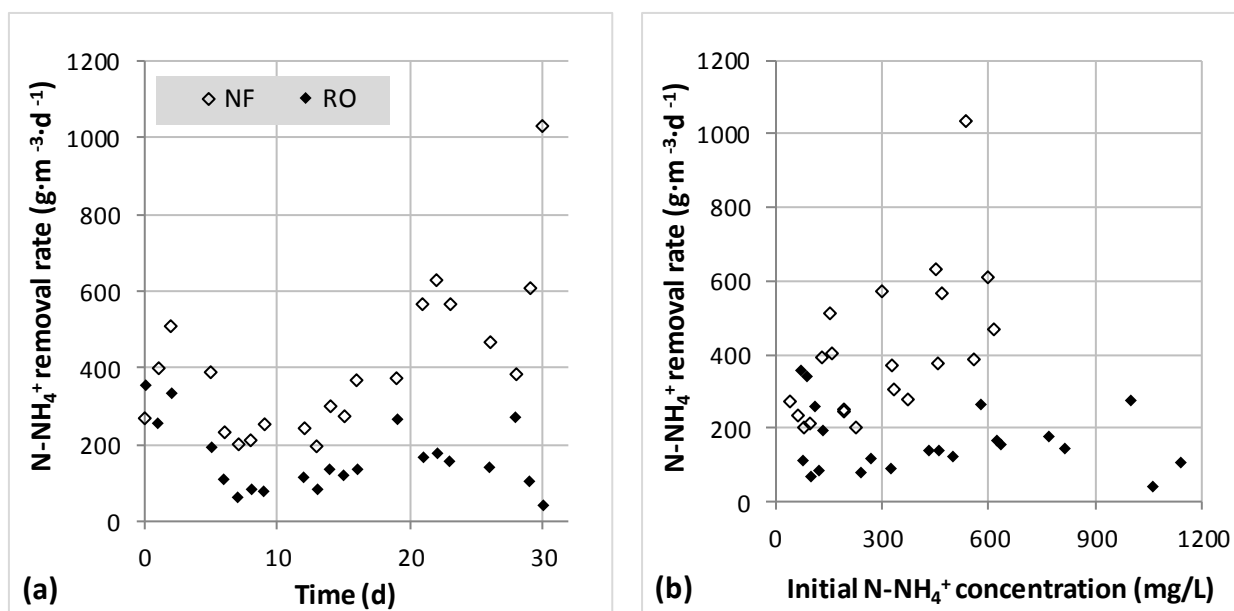 1200
1000
800
600
400
200
0
N-NH₄⁺ removal rate (g·m ⁻³·d ⁻¹)
NF RO
0 10 20 30
Time (d)
(a)
1200
1000
800
600
400
200
0
N-NH₄⁺ removal rate (g·m ⁻³·d ⁻¹)
0 300 600 900 1200
Initial N-NH₄⁺ concentration (mg/L)
(b)